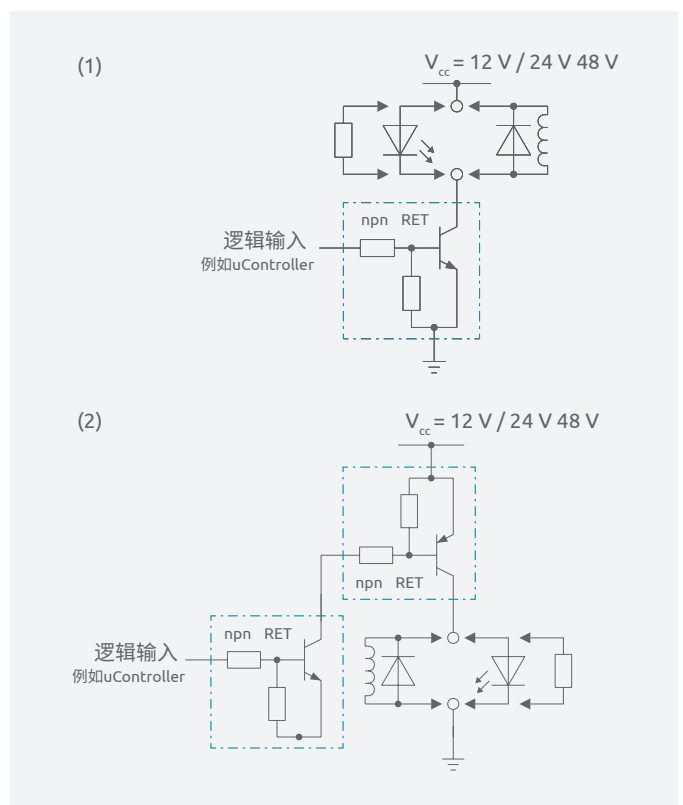 (1)
Vcc = 12 V / 24 V 48 V
npn RET
逻辑输入
例如uController
(2)
Vcc = 12 V / 24 V 48 V
npn RET
npn RET
逻辑输入
例如uController